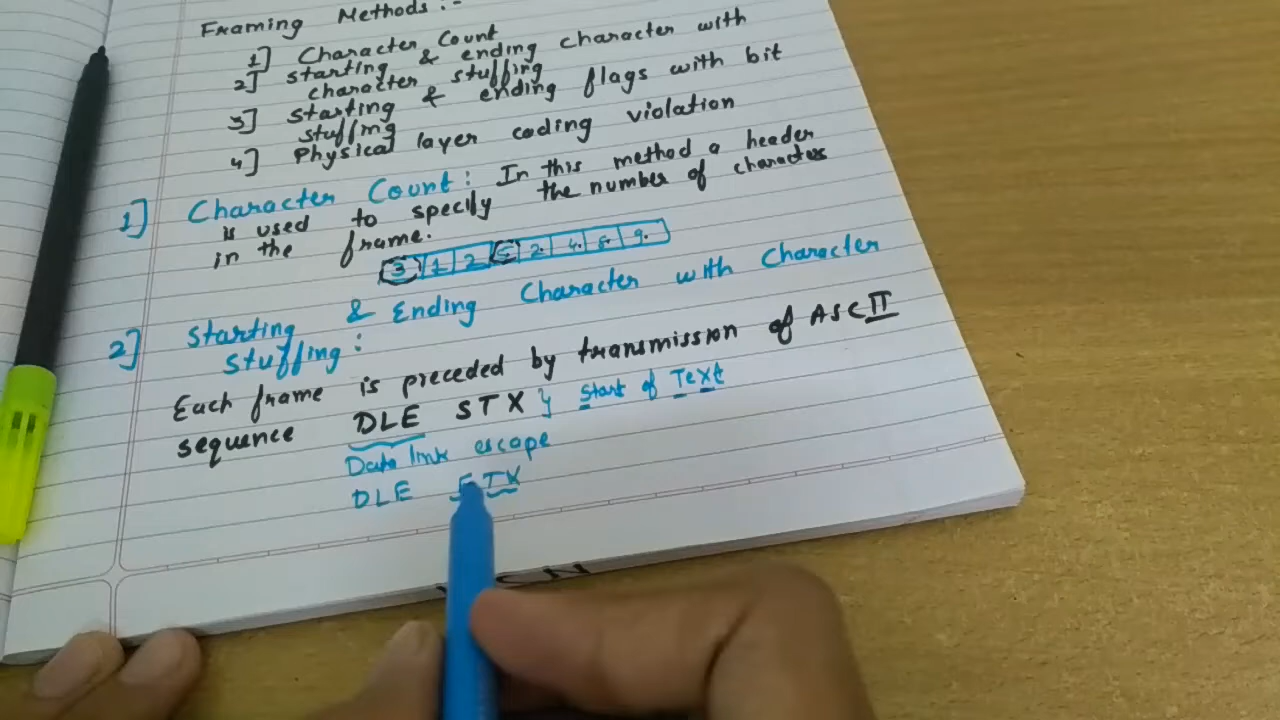 Framing Methods :-
1] Character Count
2] Starting & ending character with
character stuffing
3] Starting & ending flags with bit
stuffing
4] Physical layer coding violation
1] Character Count : In this method a header
is used to specify the number of characters
in the frame.
3 1 2 5 2. 4. 8. 9.
2] Starting & Ending Character with Character
Stuffing :
Each frame is preceded by transmission of ASCII
sequence DLE STX } Start of Text
Data link escape
DLE ETX